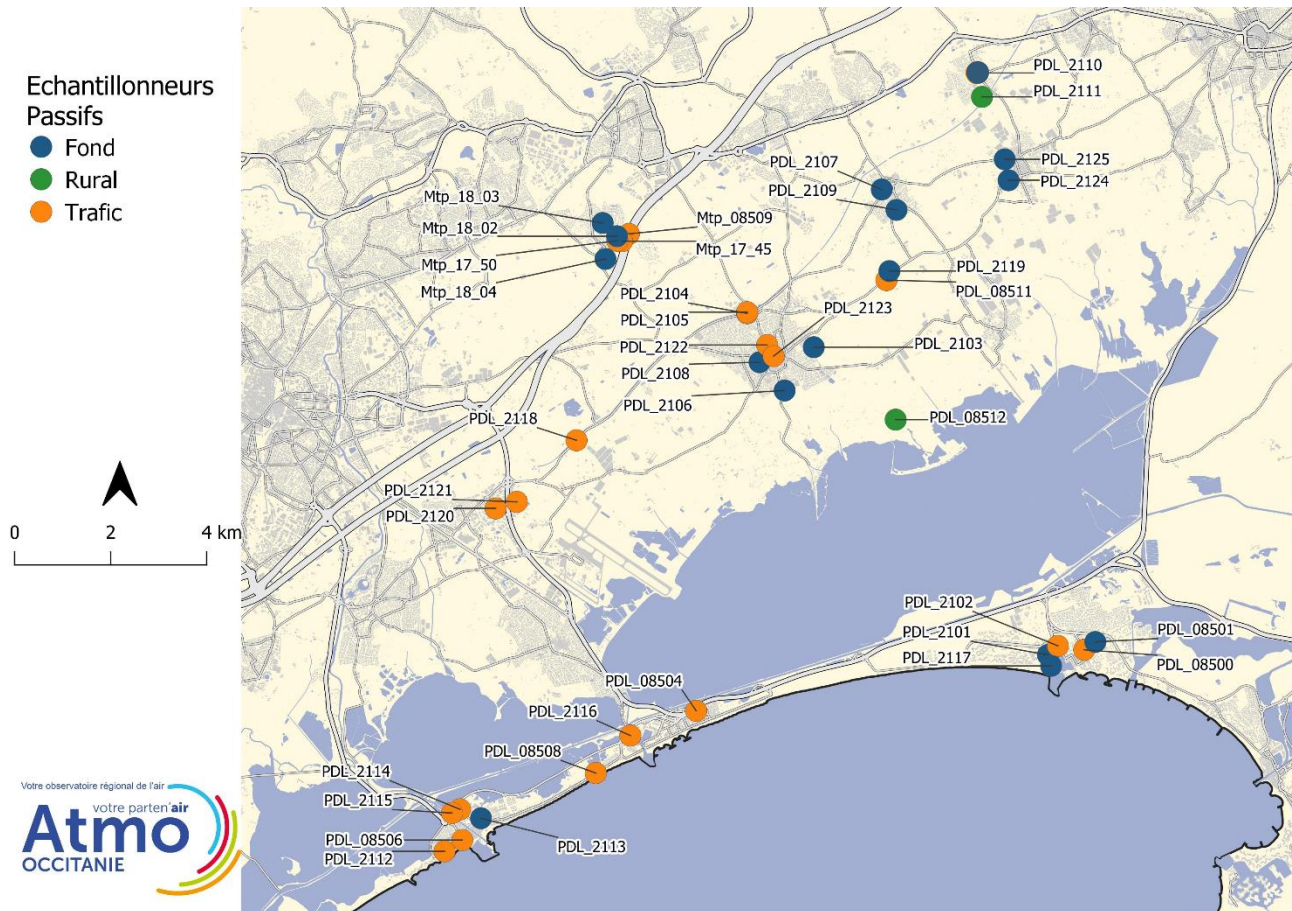 Echantillonneurs
Passifs
Fond
Rural
Trafic
0 2 4 km
PDL_2110
PDL_2111
PDL_2125
PDL_2124
PDL_2107
PDL_2109
Mtp_18_03
Mtp_18_02
Mtp_17_50
Mtp_18_04
Mtp_08509
Mtp_17_45
PDL_2119
PDL_08511
PDL_2104
PDL_2105
PDL_2122
PDL_2108
PDL_2106
PDL_2123
PDL_2103
PDL_08512
PDL_2118
PDL_2121
PDL_2120
PDL_2102
PDL_2101
PDL_2117
PDL_08501
PDL_08500
PDL_08504
PDL_2116
PDL_08508
PDL_2114
PDL_2115
PDL_08506
PDL_2112
PDL_2113
Votre observatoire régional de l'air
votre parten'air
Atmo
OCCITANIE